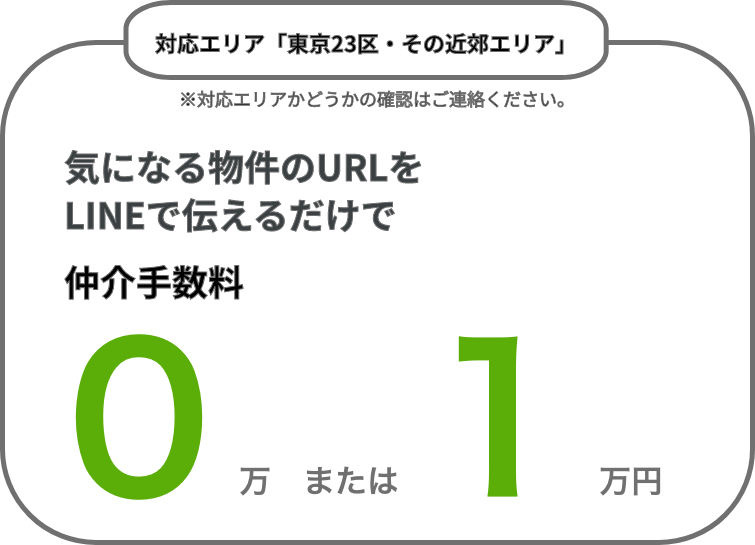 対応エリア「東京23区・その近郊エリア」
※対応エリアかどうかの確認はご連絡ください。
気になる物件のURLを
LINEで伝えるだけで
仲介手数料
0万 または 1万円